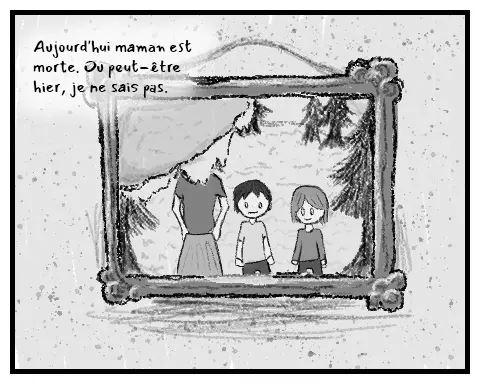 Aujourd'hui maman est
morte. Ou peut-être
hier, je ne sais pas.